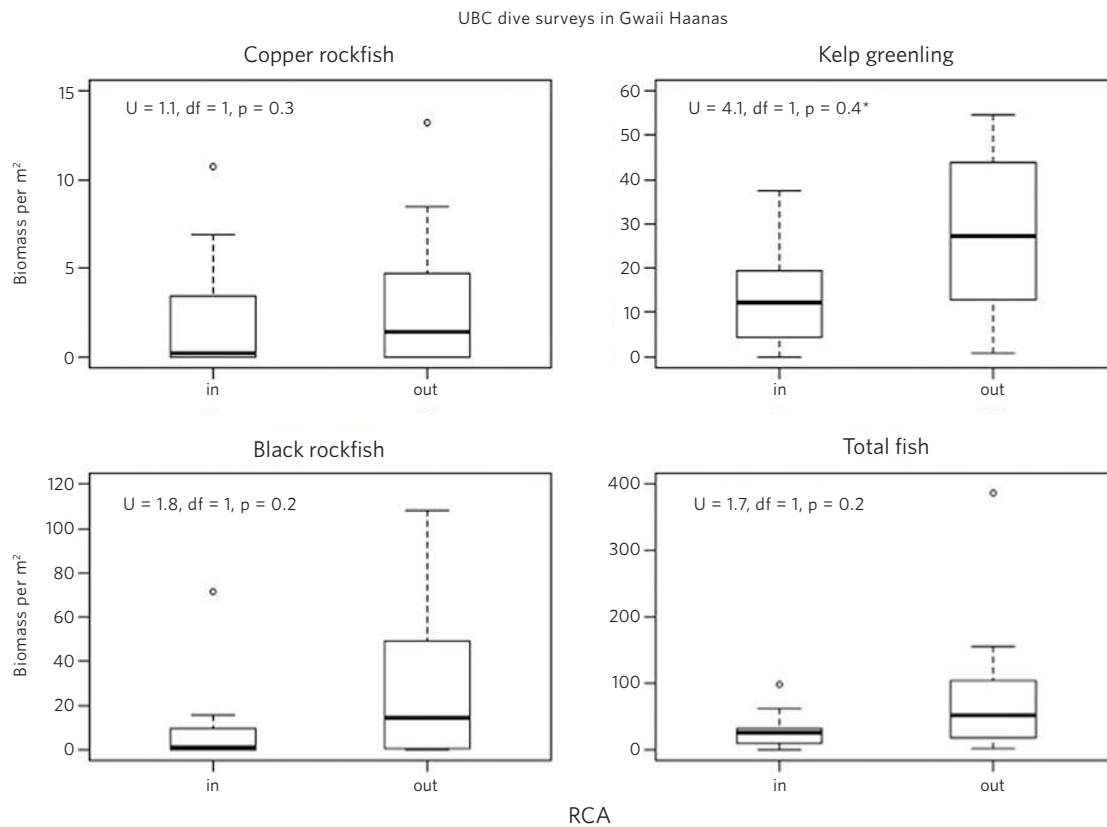 UBC dive surveys in Gwaii Haanas
Copper rockfish
Kelp greenling
U = 1.1, df = 1, p = 0.3
U = 4.1, df = 1, p = 0.4*
Biomass per m²
15
10
5
0
60
50
40
30
20
10
0
in
out
in
out
Black rockfish
Total fish
U = 1.8, df = 1, p = 0.2
U = 1.7, df = 1, p = 0.2
Biomass per m²
120
100
80
60
40
20
0
400
300
200
100
0
in
out
in
out
RCA